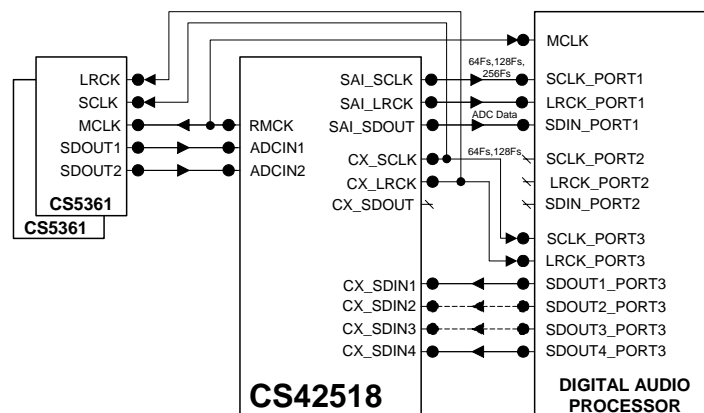 LRCK
SCLK
MCLK
SDOUT1
SDOUT2
CS5361
CS5361
RMCK
ADCIN1
ADCIN2
SAI_SCLK
SAI_LRCK
SAI_SDOUT
CX_SCLK
CX_LRCK
CX_SDOUT
CX_SDIN1
CX_SDIN2
CX_SDIN3
CX_SDIN4
CS42518
64Fs,128Fs,
256Fs
ADC Data
64Fs,128Fs
MCLK
SCLK_PORT1
LRCK_PORT1
SDIN_PORT1
SCLK_PORT2
LRCK_PORT2
SDIN_PORT2
SCLK_PORT3
LRCK_PORT3
SDOUT1_PORT3
SDOUT2_PORT3
SDOUT3_PORT3
SDOUT4_PORT3
DIGITAL AUDIO
PROCESSOR